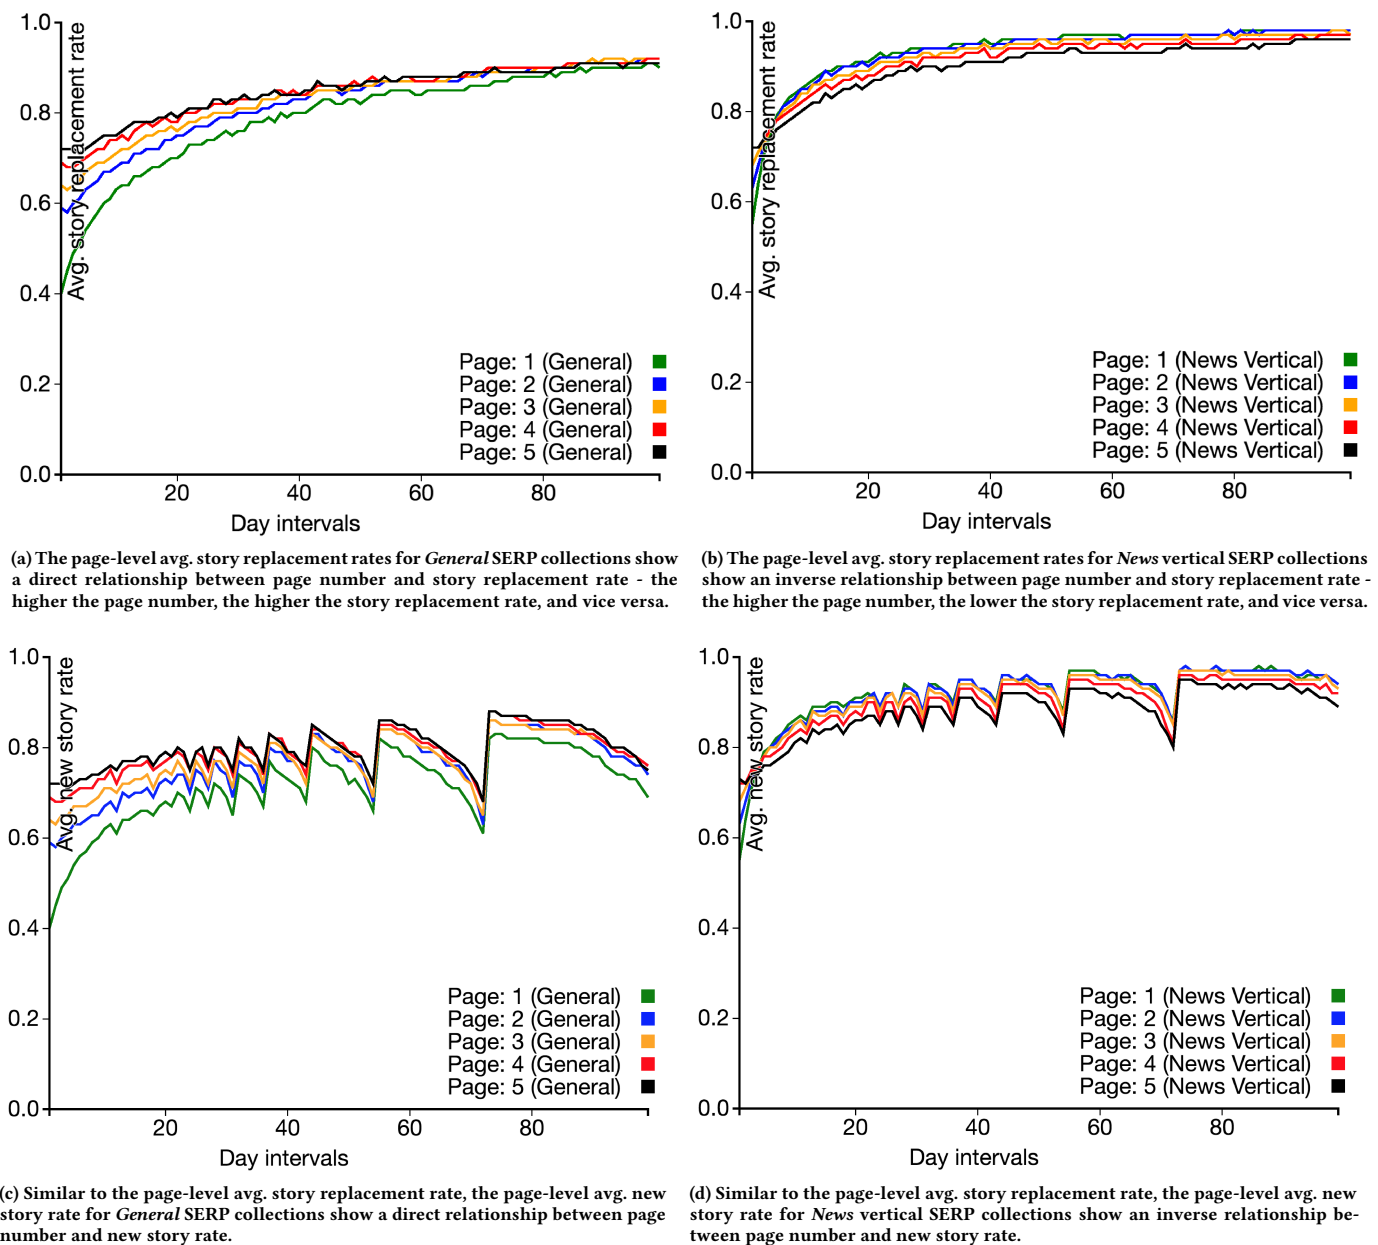 1.0
0.8
0.6
0.4
0.2
0.0
Avg. story replacement rate
20 40 60 80
Day intervals
Page: 1 (General)
Page: 2 (General)
Page: 3 (General)
Page: 4 (General)
Page: 5 (General)
(a) The page-level avg. story replacement rates for General SERP collections show
a direct relationship between page number and story replacement rate - the
higher the page number, the higher the story replacement rate, and vice versa.
1.0
0.8
0.6
0.4
0.2
0.0
Avg. story replacement rate
20 40 60 80
Day intervals
Page: 1 (News Vertical)
Page: 2 (News Vertical)
Page: 3 (News Vertical)
Page: 4 (News Vertical)
Page: 5 (News Vertical)
(b) The page-level avg. story replacement rates for News vertical SERP collections
show an inverse relationship between page number and story replacement rate -
the higher the page number, the lower the story replacement rate, and vice versa.
1.0
0.8
0.6
0.4
0.2
0.0
Avg. new story rate
20 40 60 80
Day intervals
Page: 1 (General)
Page: 2 (General)
Page: 3 (General)
Page: 4 (General)
Page: 5 (General)
(c) Similar to the page-level avg. story replacement rate, the page-level avg. new
story rate for General SERP collections show a direct relationship between page
number and new story rate.
1.0
0.8
0.6
0.4
0.2
0.0
Avg. new story rate
20 40 60 80
Day intervals
Page: 1 (News Vertical)
Page: 2 (News Vertical)
Page: 3 (News Vertical)
Page: 4 (News Vertical)
Page: 5 (News Vertical)
(d) Similar to the page-level avg. story replacement rate, the page-level avg. new
story rate for News vertical SERP collections show an inverse relationship be-
tween page number and new story rate.